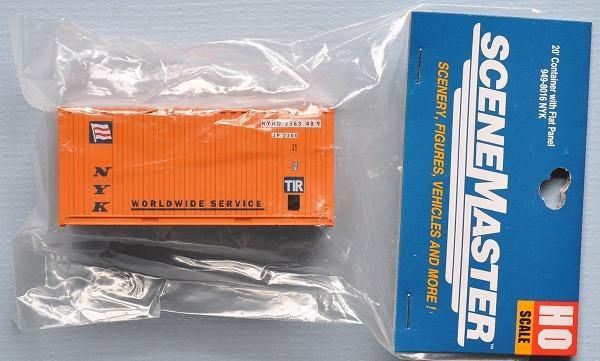 NYKU 2363 48 9
JP 2200
TIR
NYK
WORLDWIDE SERVICE
20' Container with Flat Panel
949-8016 NYK
SCENEMASTER™
SCENERY, FIGURES, VEHICLES AND MORE!
HO
SCALE